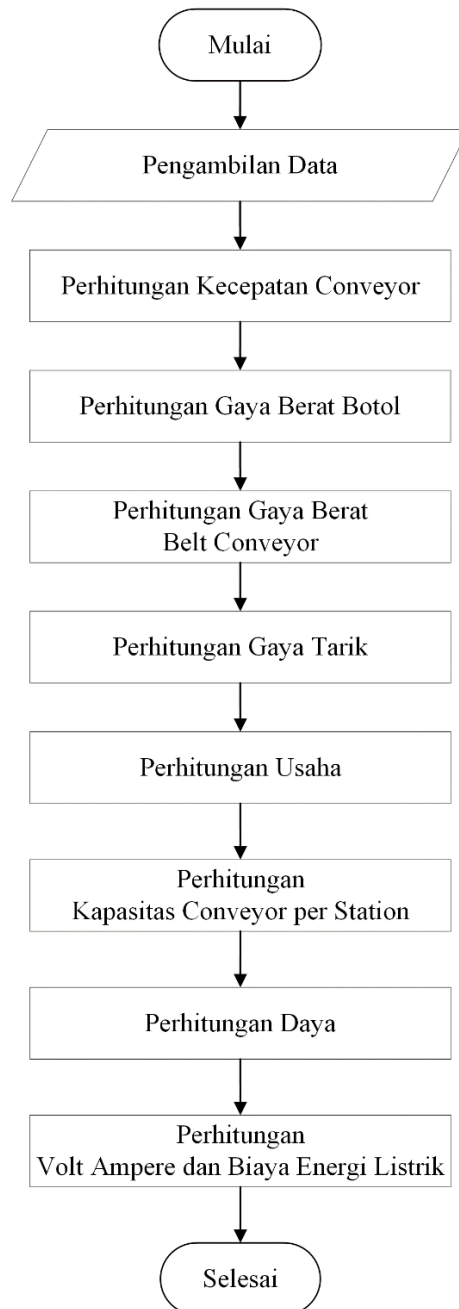 Mulai
Pengambilan Data
Perhitungan Kecepatan Conveyor
Perhitungan Gaya Berat Botol
Perhitungan Gaya Berat
Belt Conveyor
Perhitungan Gaya Tarik
Perhitungan Usaha
Perhitungan
Kapasitas Conveyor per Station
Perhitungan Daya
Perhitungan
Volt Ampere dan Biaya Energi Listrik
Selesai